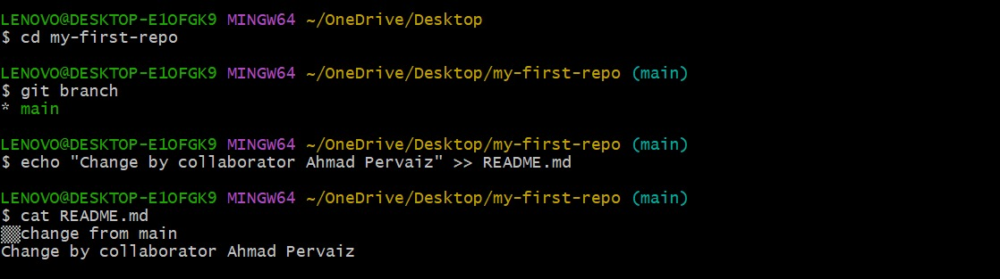 LENOVO@DESKTOP-E1OFGK9 MINGW64 ~/OneDrive/Desktop
$ cd my-first-repo
LENOVO@DESKTOP-E1OFGK9 MINGW64 ~/OneDrive/Desktop/my-first-repo (main)
$ git branch
* main
LENOVO@DESKTOP-E1OFGK9 MINGW64 ~/OneDrive/Desktop/my-first-repo (main)
$ echo "Change by collaborator Ahmad Pervaiz" >> README.md
LENOVO@DESKTOP-E1OFGK9 MINGW64 ~/OneDrive/Desktop/my-first-repo (main)
$ cat README.md
▒▒change from main
Change by collaborator Ahmad Pervaiz